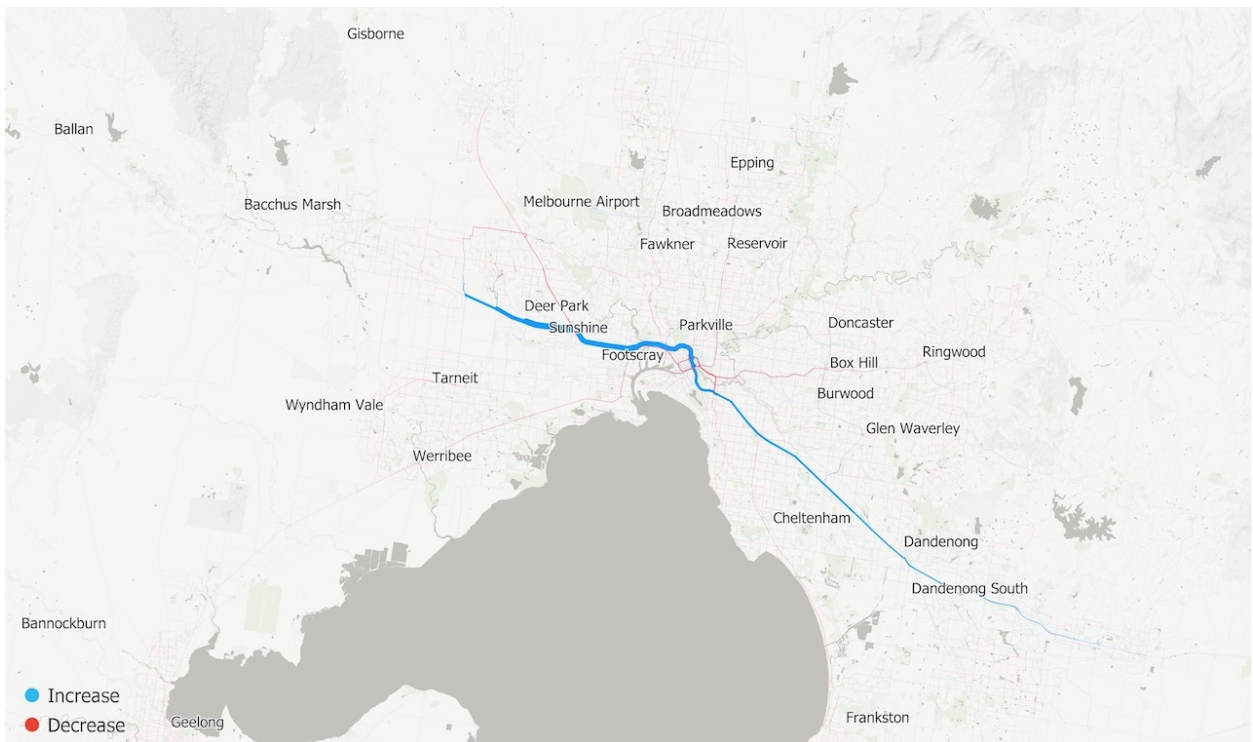 Gisborne
Ballan
Epping
Bacchus Marsh
Melbourne Airport
Broadmeadows
Fawkner
Reservoir
Deer Park
Sunshine
Parkville
Doncaster
Footscray
Ringwood
Box Hill
Tarneit
Burwood
Wyndham Vale
Glen Waverley
Werribee
Cheltenham
Dandenong
Dandenong South
Bannockburn
Increase
Decrease
Geelong
Frankston